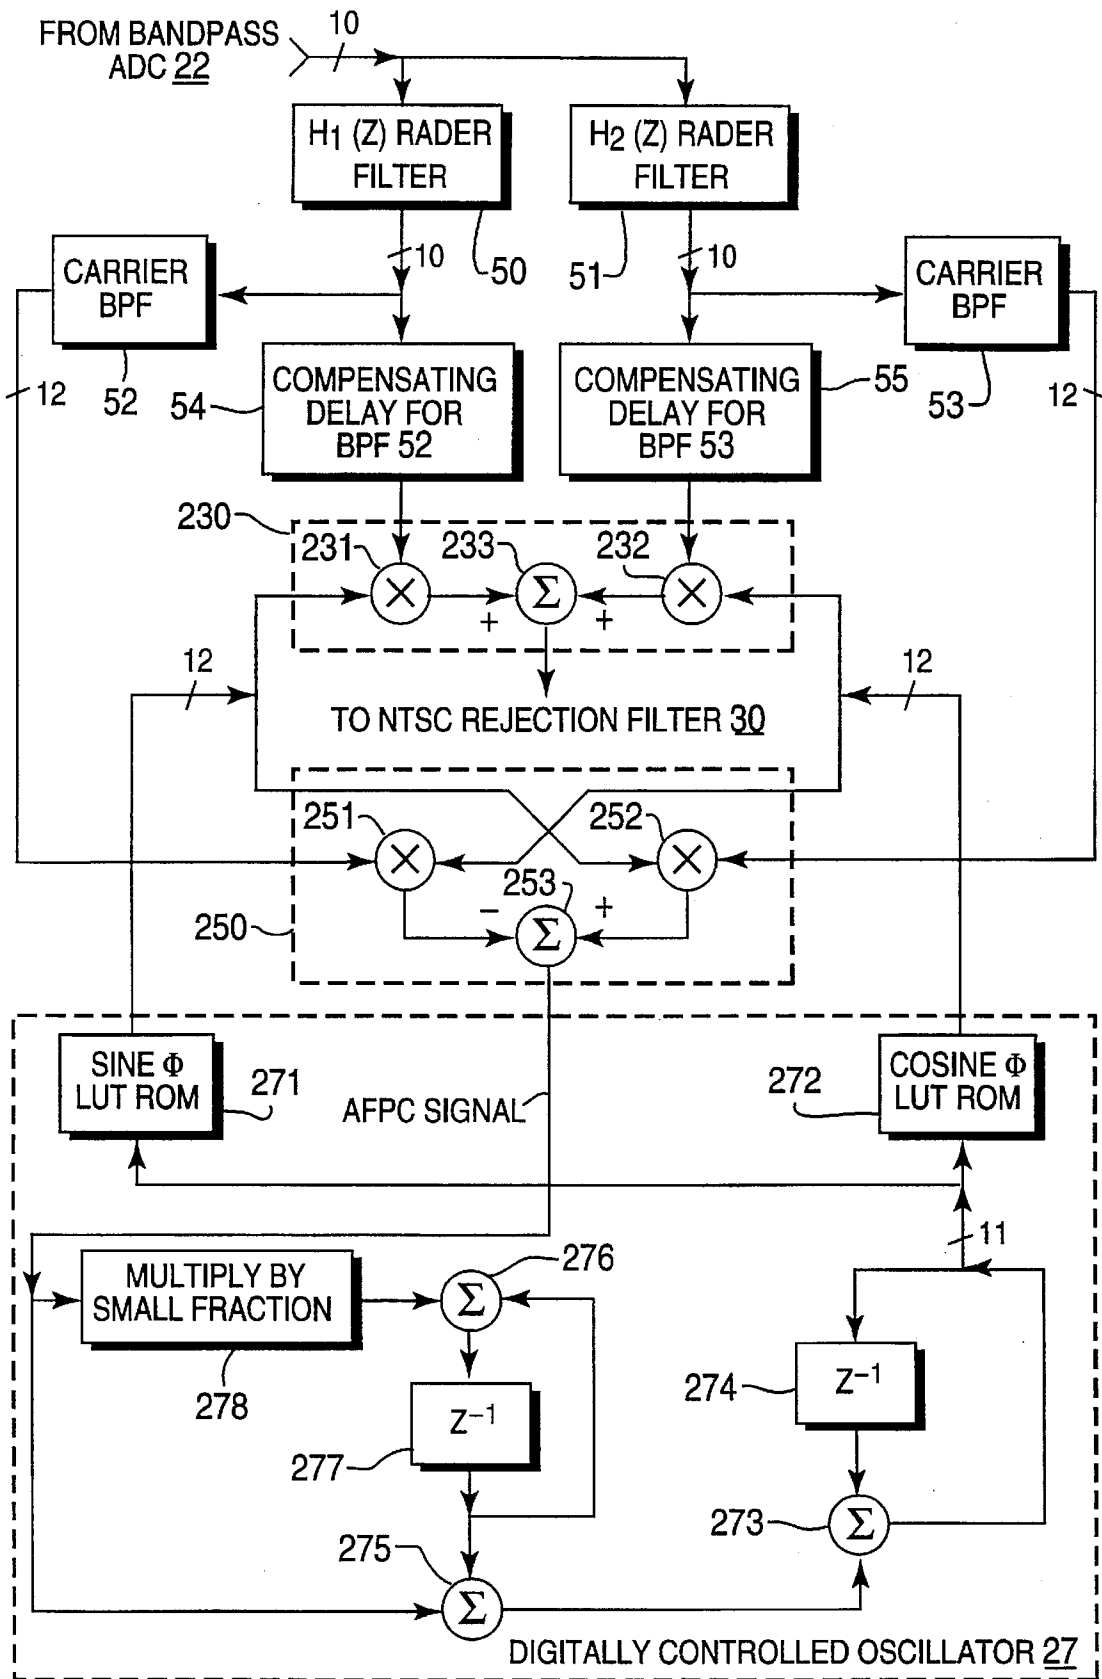 FROM BANDPASS
ADC 22
10
H1 (Z) RADER
FILTER
H2 (Z) RADER
FILTER
10
50
51
10
CARRIER
BPF
CARRIER
BPF
12
52
54
COMPENSATING
DELAY FOR
BPF 52
COMPENSATING
DELAY FOR
BPF 53
55
53
12
230
231
233
232
×
Σ
×
+
+
12
12
TO NTSC REJECTION FILTER 30
251
252
×
×
253
250
−
+
Σ
SINE Φ
LUT ROM
271
AFPC SIGNAL
272
COSINE Φ
LUT ROM
11
MULTIPLY BY
SMALL FRACTION
276
Σ
278
Z−1
277
274
Z−1
275
273
Σ
Σ
DIGITALLY CONTROLLED OSCILLATOR 27